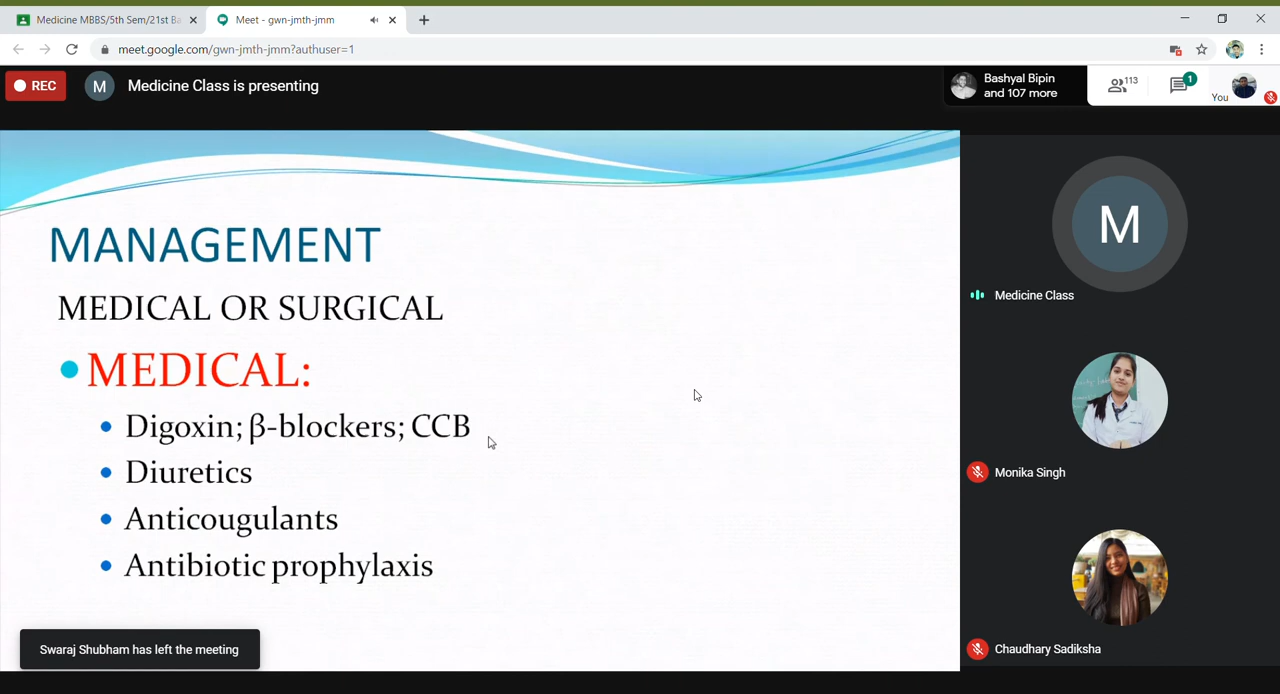 Medicine MBBS/5th Sem/21st Ba
Meet - gwn-jmth-jmm
meet.google.com/gwn-jmth-jmm?authuser=1
REC
M
Medicine Class is presenting
Bashyal Bipin
and 107 more
113
1
You
MANAGEMENT
MEDICAL OR SURGICAL
MEDICAL:
Digoxin; β-blockers; CCB
Diuretics
Anticougulants
Antibiotic prophylaxis
M
Medicine Class
Monika Singh
Chaudhary Sadiksha
Swaraj Shubham has left the meeting